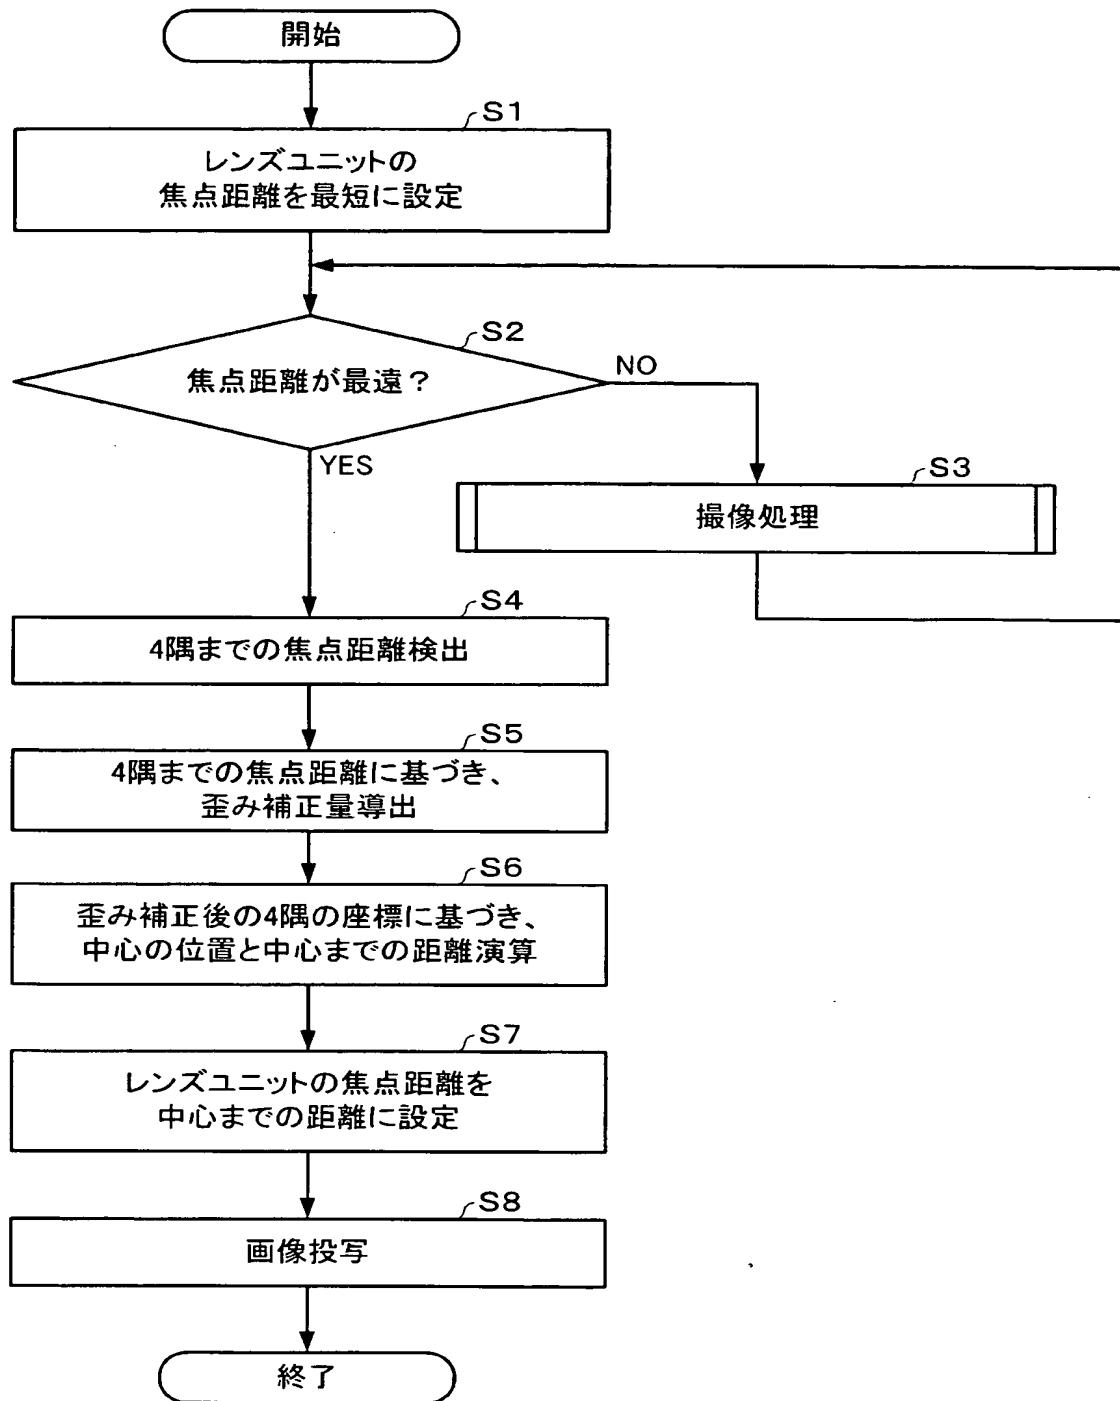 開始
S1
レンズユニットの
焦点距離を最短に設定
S2
焦点距離が最遠？
NO
YES
S3
撮像処理
S4
4隅までの焦点距離検出
S5
4隅までの焦点距離に基づき、
歪み補正量導出
S6
歪み補正後の4隅の座標に基づき、
中心の位置と中心までの距離演算
S7
レンズユニットの焦点距離を
中心までの距離に設定
S8
画像投写
終了